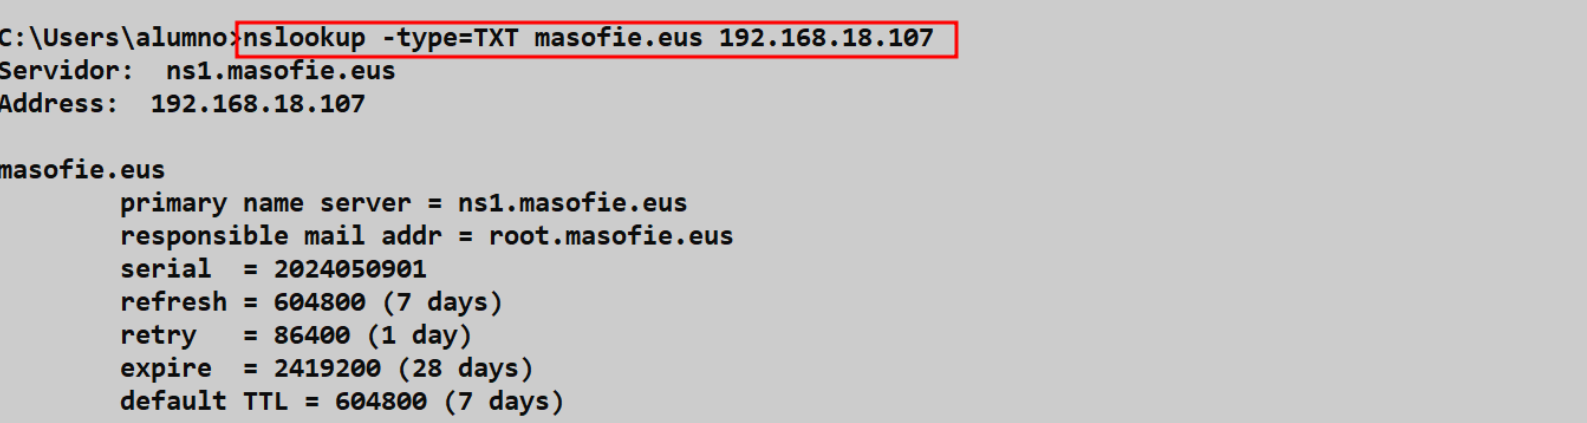 C:\Users\alumno>nslookup -type=TXT masofie.eus 192.168.18.107
Servidor:  ns1.masofie.eus
Address:  192.168.18.107
masofie.eus
        primary name server = ns1.masofie.eus
        responsible mail addr = root.masofie.eus
        serial  = 2024050901
        refresh = 604800 (7 days)
        retry   = 86400 (1 day)
        expire  = 2419200 (28 days)
        default TTL = 604800 (7 days)